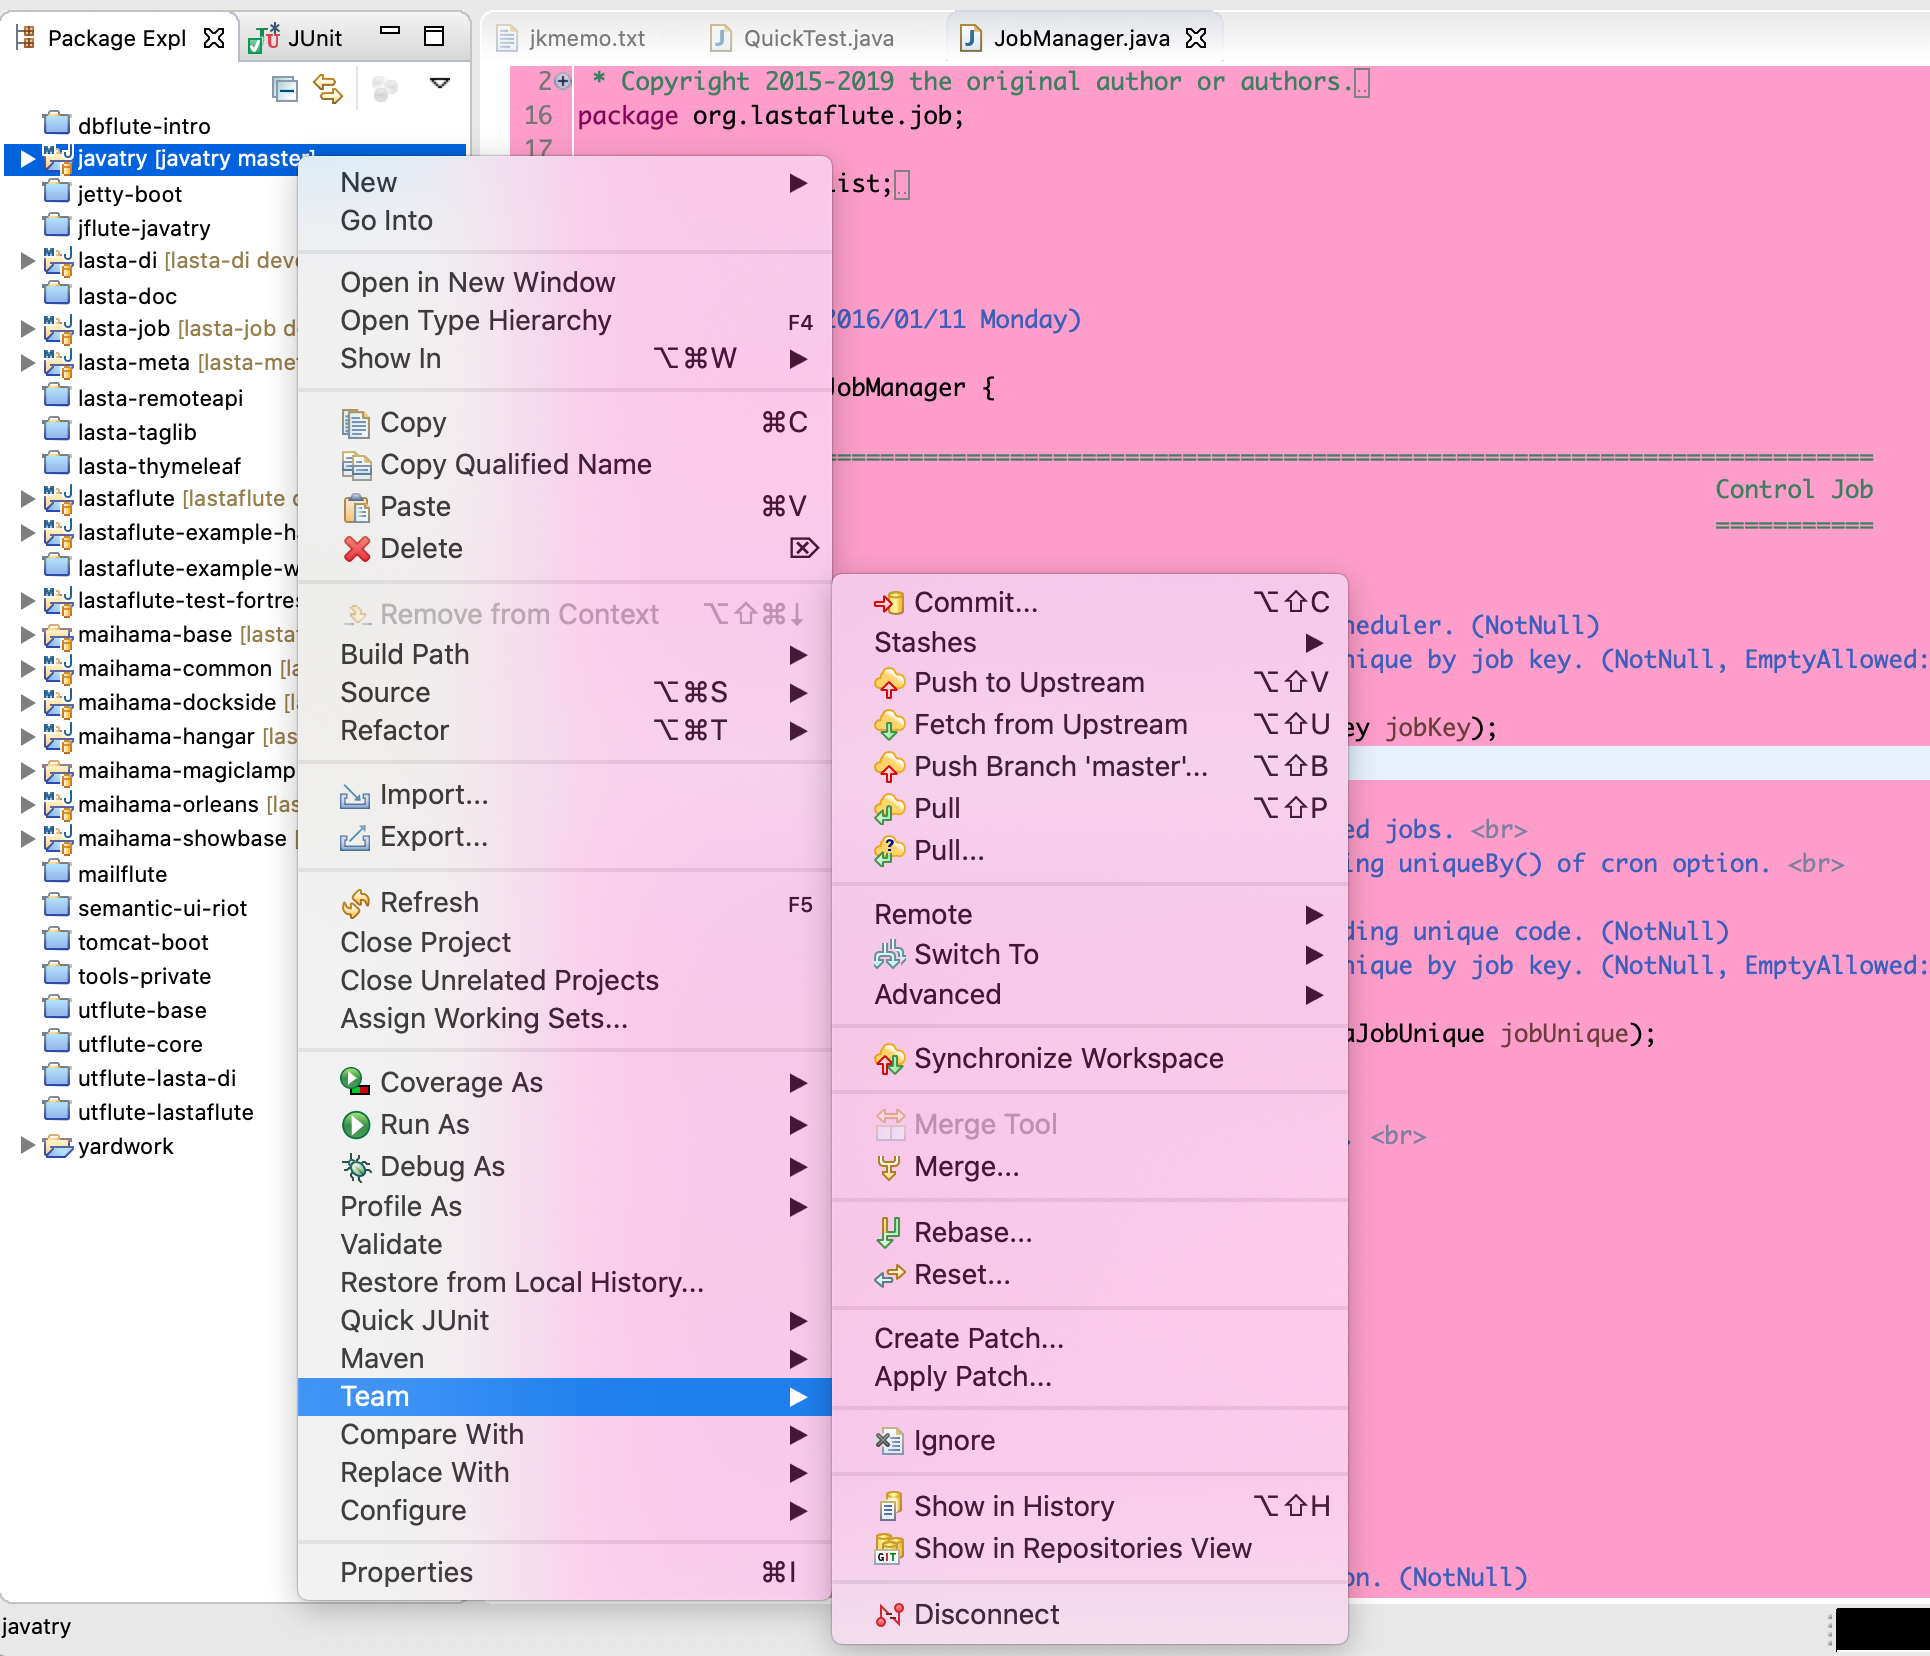 Package Expl
JUnit
jkmemo.txt
QuickTest.java
JobManager.java
dbflute-intro
javatry [javatry master]
jetty-boot
jflute-javatry
lasta-di [lasta-di
lasta-doc
lasta-job [lasta-job
lasta-meta
lasta-remoteapi
lasta-taglib
lasta-thymeleaf
lastaflute [lastaflute
lastaflute-example-
lastaflute-example-
lastaflute-test-fortres
maihama-base
maihama-common
maihama-dockside
maihama-hangar
maihama-magiclamp
maihama-orleans
maihama-showbase
mailflute
semantic-ui-riot
tomcat-boot
tools-private
utflute-base
utflute-core
utflute-lasta-di
utflute-lastaflute
yardwork
javatry
New
Go Into
Open in New Window
Open Type Hierarchy F4
Show In ⌥⌘W
Copy ⌘C
Copy Qualified Name
Paste ⌘V
Delete ⌦
Remove from Context ⌥⇧⌘↓
Build Path
Source ⌥⌘S
Refactor ⌥⌘T
Import...
Export...
Refresh F5
Close Project
Close Unrelated Projects
Assign Working Sets...
Coverage As
Run As
Debug As
Profile As
Validate
Restore from Local History...
Quick JUnit
Maven
Team
Compare With
Replace With
Configure
Properties ⌘I
Commit... ⌥⇧C
Stashes
Push to Upstream ⌥⇧V
Fetch from Upstream ⌥⇧U
Push Branch 'master'... ⌥⇧B
Pull ⌥⇧P
Pull...
Remote
Switch To
Advanced
Synchronize Workspace
Merge Tool
Merge...
Rebase...
Reset...
Create Patch...
Apply Patch...
Ignore
Show in History ⌥⇧H
GIT Show in Repositories View
Disconnect
2 * Copyright 2015-2019 the original author or authors.
16 package org.lastaflute.job;
17
ist;
2016/01/11 Monday)
JobManager {
===========
Control Job
===========
heduler. (NotNull)
nique by job key. (NotNull, EmptyAllowed:
ey jobKey);
ed jobs. <br>
ing uniqueBy() of cron option. <br>
ding unique code. (NotNull)
nique by job key. (NotNull, EmptyAllowed:
aJobUnique jobUnique);
. <br>
on. (NotNull)